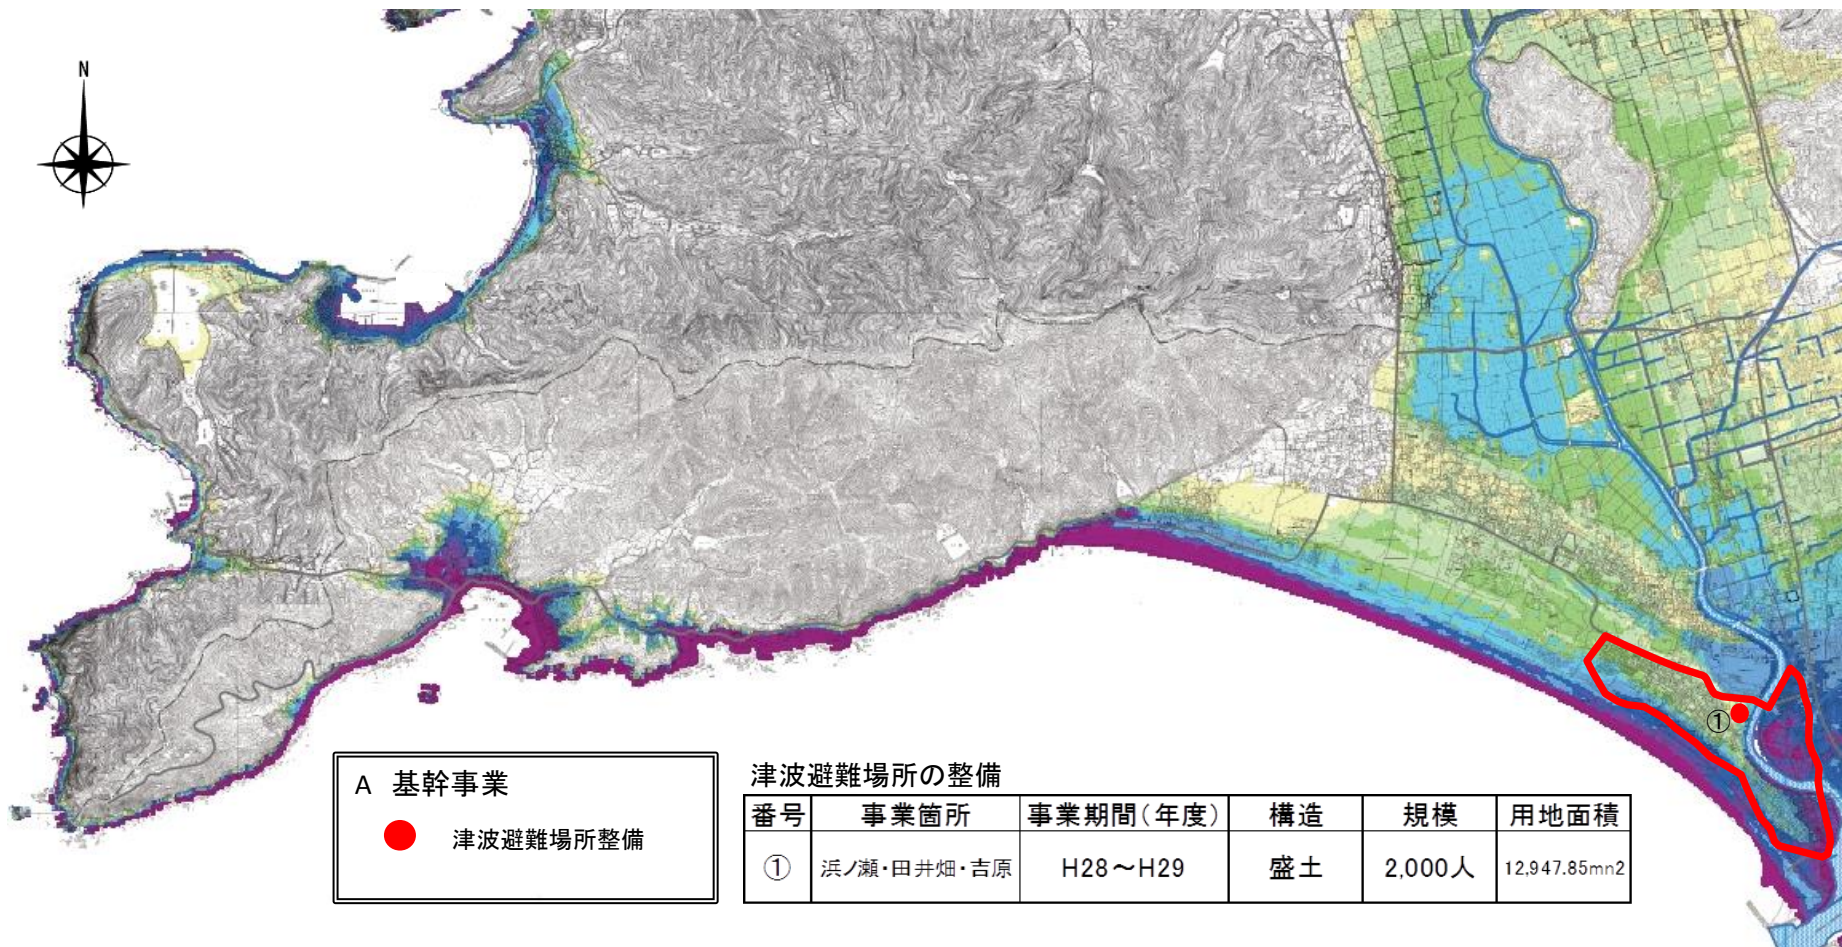 N
①
A 基幹事業
津波避難場所整備
津波避難場所の整備
番号 事業箇所 事業期間(年度) 構造 規模 用地面積
① 浜ノ瀬・田井畑・吉原 H28～H29 盛土 2,000人 12,947.85mn2